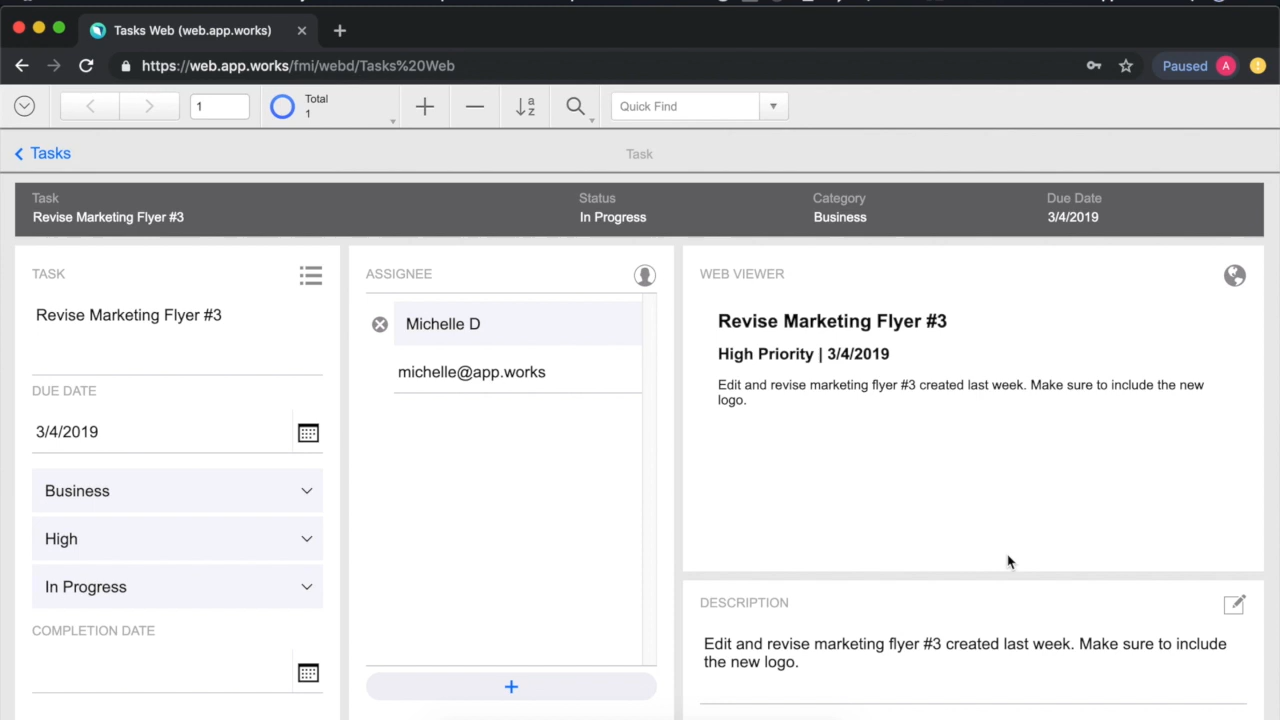 Tasks Web (web.app.works)
https://web.app.works/fmi/webd/Tasks%20Web
Paused A
1
Total
1
a
z
Quick Find
Tasks
Task
Task
Status
Category
Due Date
Revise Marketing Flyer #3
In Progress
Business
3/4/2019
TASK
Revise Marketing Flyer #3
DUE DATE
3/4/2019
Business
High
In Progress
COMPLETION DATE
ASSIGNEE
Michelle D
michelle@app.works
WEB VIEWER
Revise Marketing Flyer #3
High Priority | 3/4/2019
Edit and revise marketing flyer #3 created last week. Make sure to include the new
logo.
DESCRIPTION
Edit and revise marketing flyer #3 created last week. Make sure to include
the new logo.